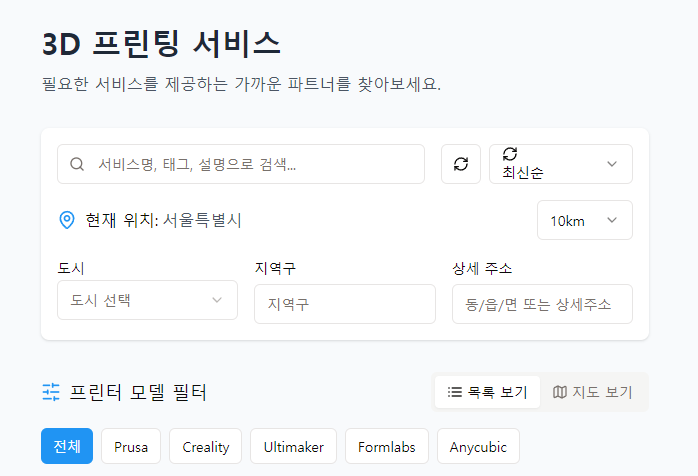 3D 프린팅 서비스
필요한 서비스를 제공하는 가까운 파트너를 찾아보세요.
서비스명, 태그, 설명으로 검색...
최신순
현재 위치: 서울특별시
10km
도시 지역구 상세 주소
도시 선택 지역구 동/읍/면 또는 상세주소
프린터 모델 필터
목록 보기 지도 보기
전체 Prusa Creality Ultimaker Formlabs Anycubic